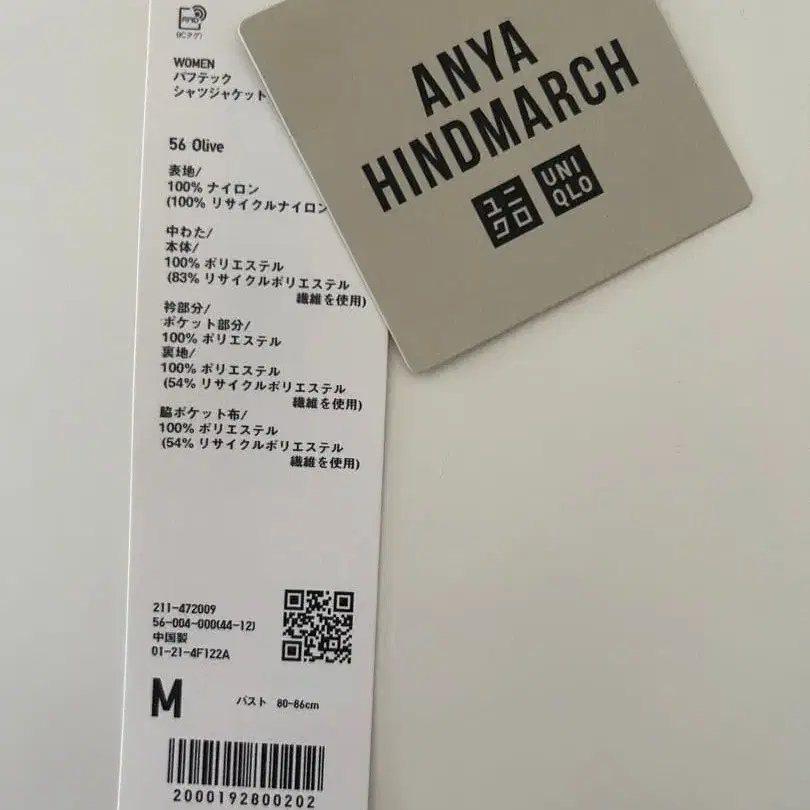 RFID
(ICタグ)
WOMEN
パフテック
シャツジャケット
56 Olive
表地/
100% ナイロン
(100% リサイクルナイロン
中わた/
本体/
100% ポリエステル
(83% リサイクルポリエステル
繊維を使用)
衿部分/
ポケット部分/
100% ポリエステル
裏地/
100% ポリエステル
(54% リサイクルポリエステル
繊維を使用)
脇ポケット布/
100% ポリエステル
(54% リサイクルポリエステル
繊維を使用)
211-472009
56-004-000(44-12)
中国製
01-21-4F122A
M
バスト 80-86cm
2000192800202
ANYA
HINDMARCH
ユニ
クロ
UNI
QLO